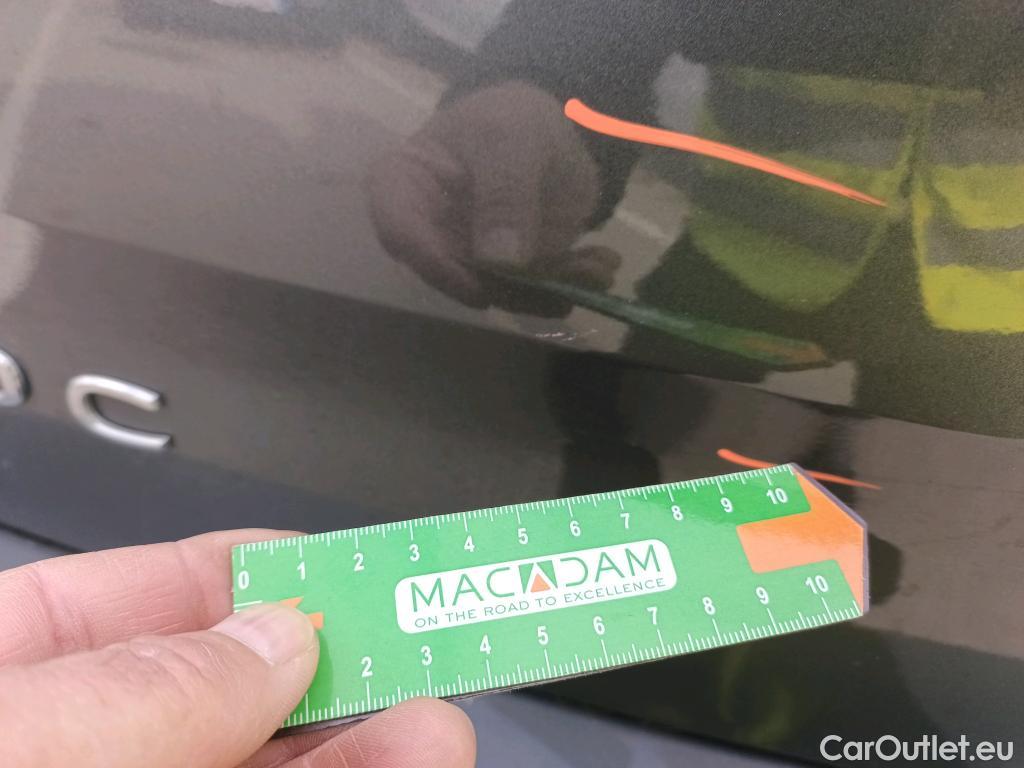 C
0 1 2 3 4 5 6 7 8 9 10
MACADAM
ON THE ROAD TO EXCELLENCE
2 3 4 5 6 7 8 9 10
CarOutlet.eu